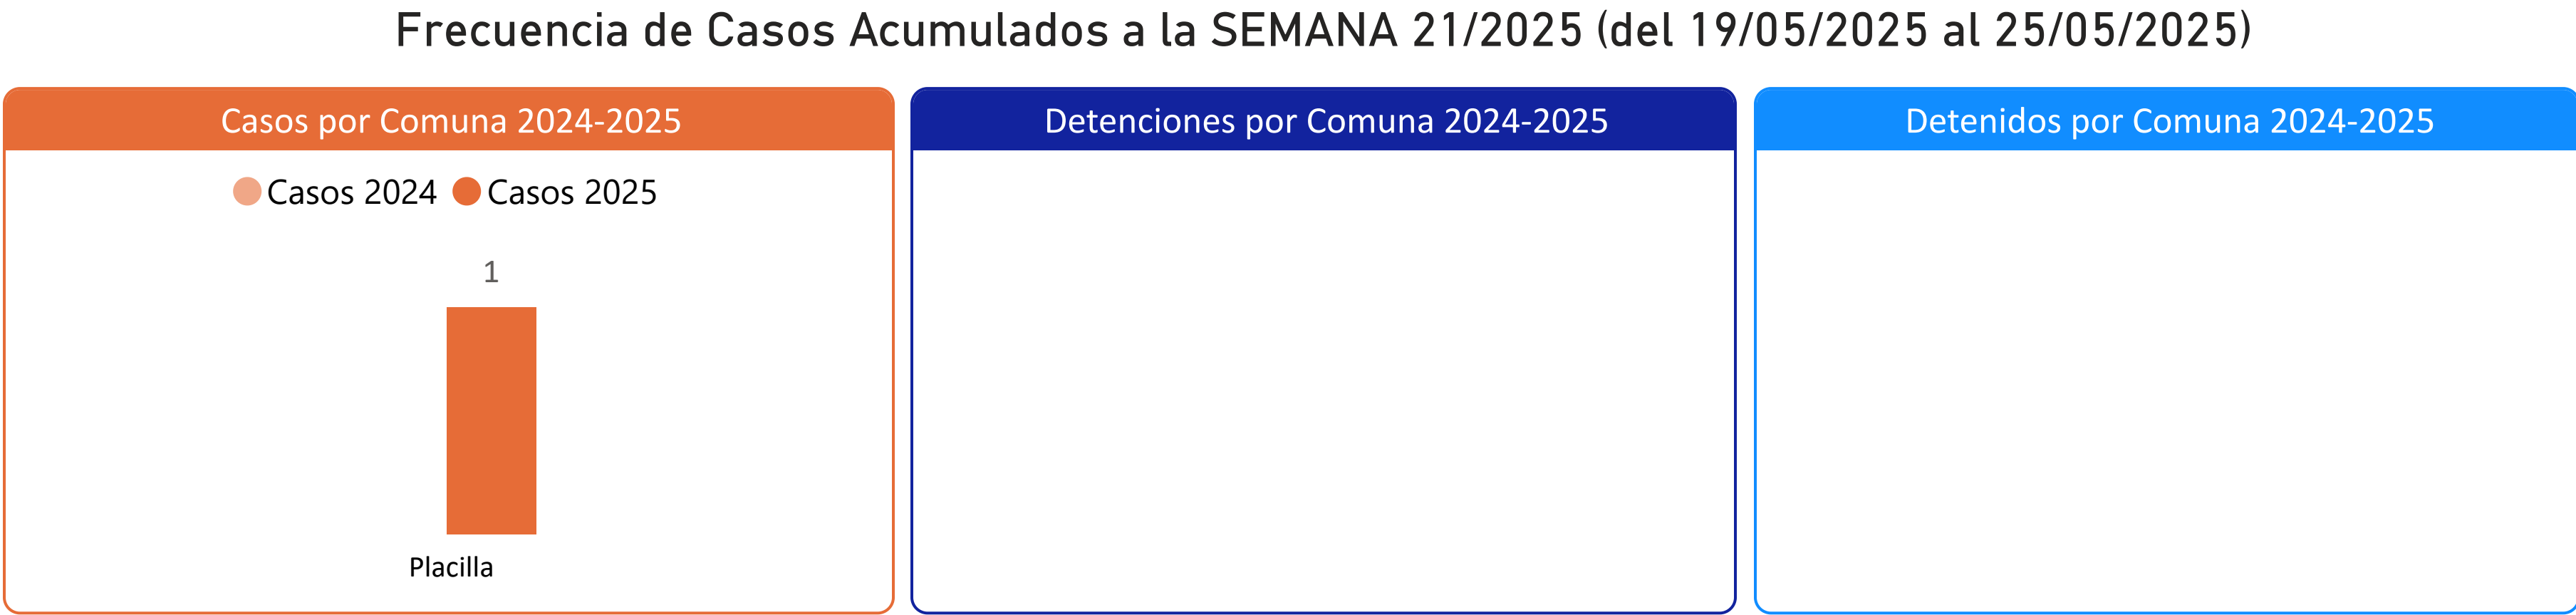 Frecuencia de Casos Acumulados a la SEMANA 21/2025 (del 19/05/2025 al 25/05/2025)
Casos por Comuna 2024-2025
Casos 2024 Casos 2025
1
Placilla
Detenciones por Comuna 2024-2025
Detenidos por Comuna 2024-2025